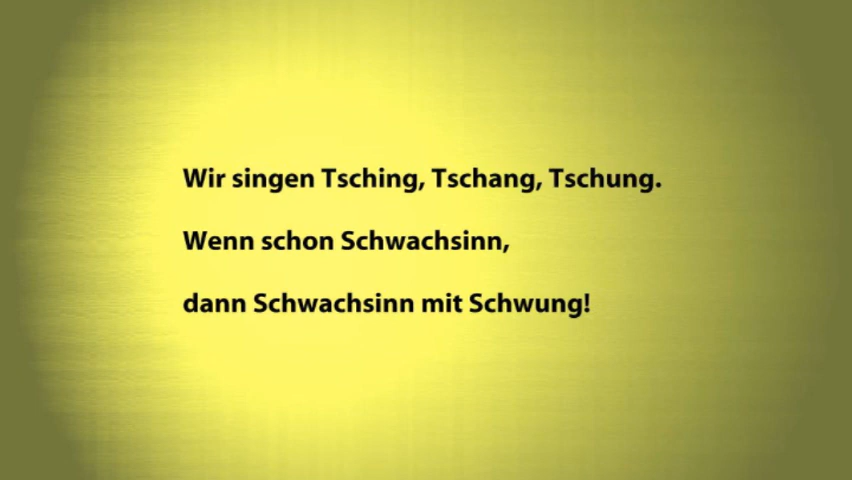 Wir singen Tsching, Tschang, Tschung.
Wenn schon Schwachsinn,
dann Schwachsinn mit Schwung!